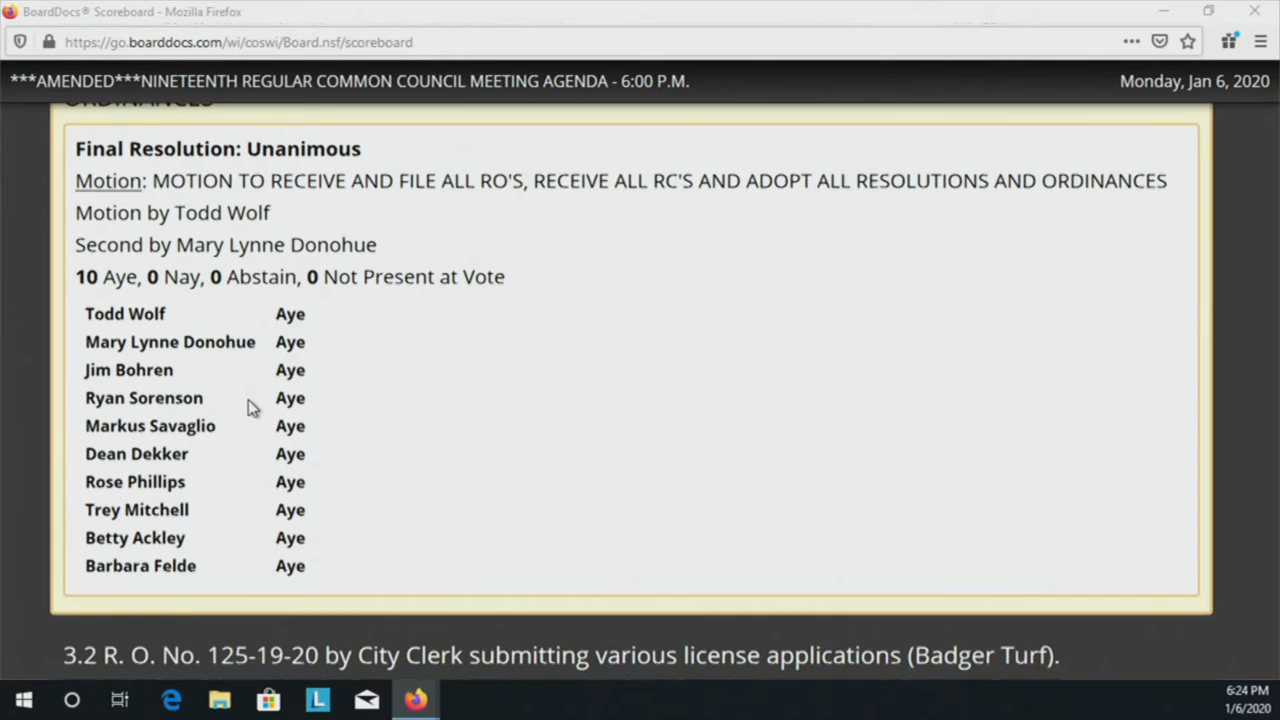 BoardDocs® Scoreboard - Mozilla Firefox
https://go.boarddocs.com/wi/coswi/Board.nsf/scoreboard
***AMENDED***NINETEENTH REGULAR COMMON COUNCIL MEETING AGENDA - 6:00 P.M. Monday, Jan 6, 2020
ORDINANCES
Final Resolution: Unanimous
Motion: MOTION TO RECEIVE AND FILE ALL RO'S, RECEIVE ALL RC'S AND ADOPT ALL RESOLUTIONS AND ORDINANCES
Motion by Todd Wolf
Second by Mary Lynne Donohue
10 Aye, 0 Nay, 0 Abstain, 0 Not Present at Vote
Todd Wolf Aye
Mary Lynne Donohue Aye
Jim Bohren Aye
Ryan Sorenson Aye
Markus Savaglio Aye
Dean Dekker Aye
Rose Phillips Aye
Trey Mitchell Aye
Betty Ackley Aye
Barbara Felde Aye
3.2 R. O. No. 125-19-20 by City Clerk submitting various license applications (Badger Turf).
L
6:24 PM
1/6/2020